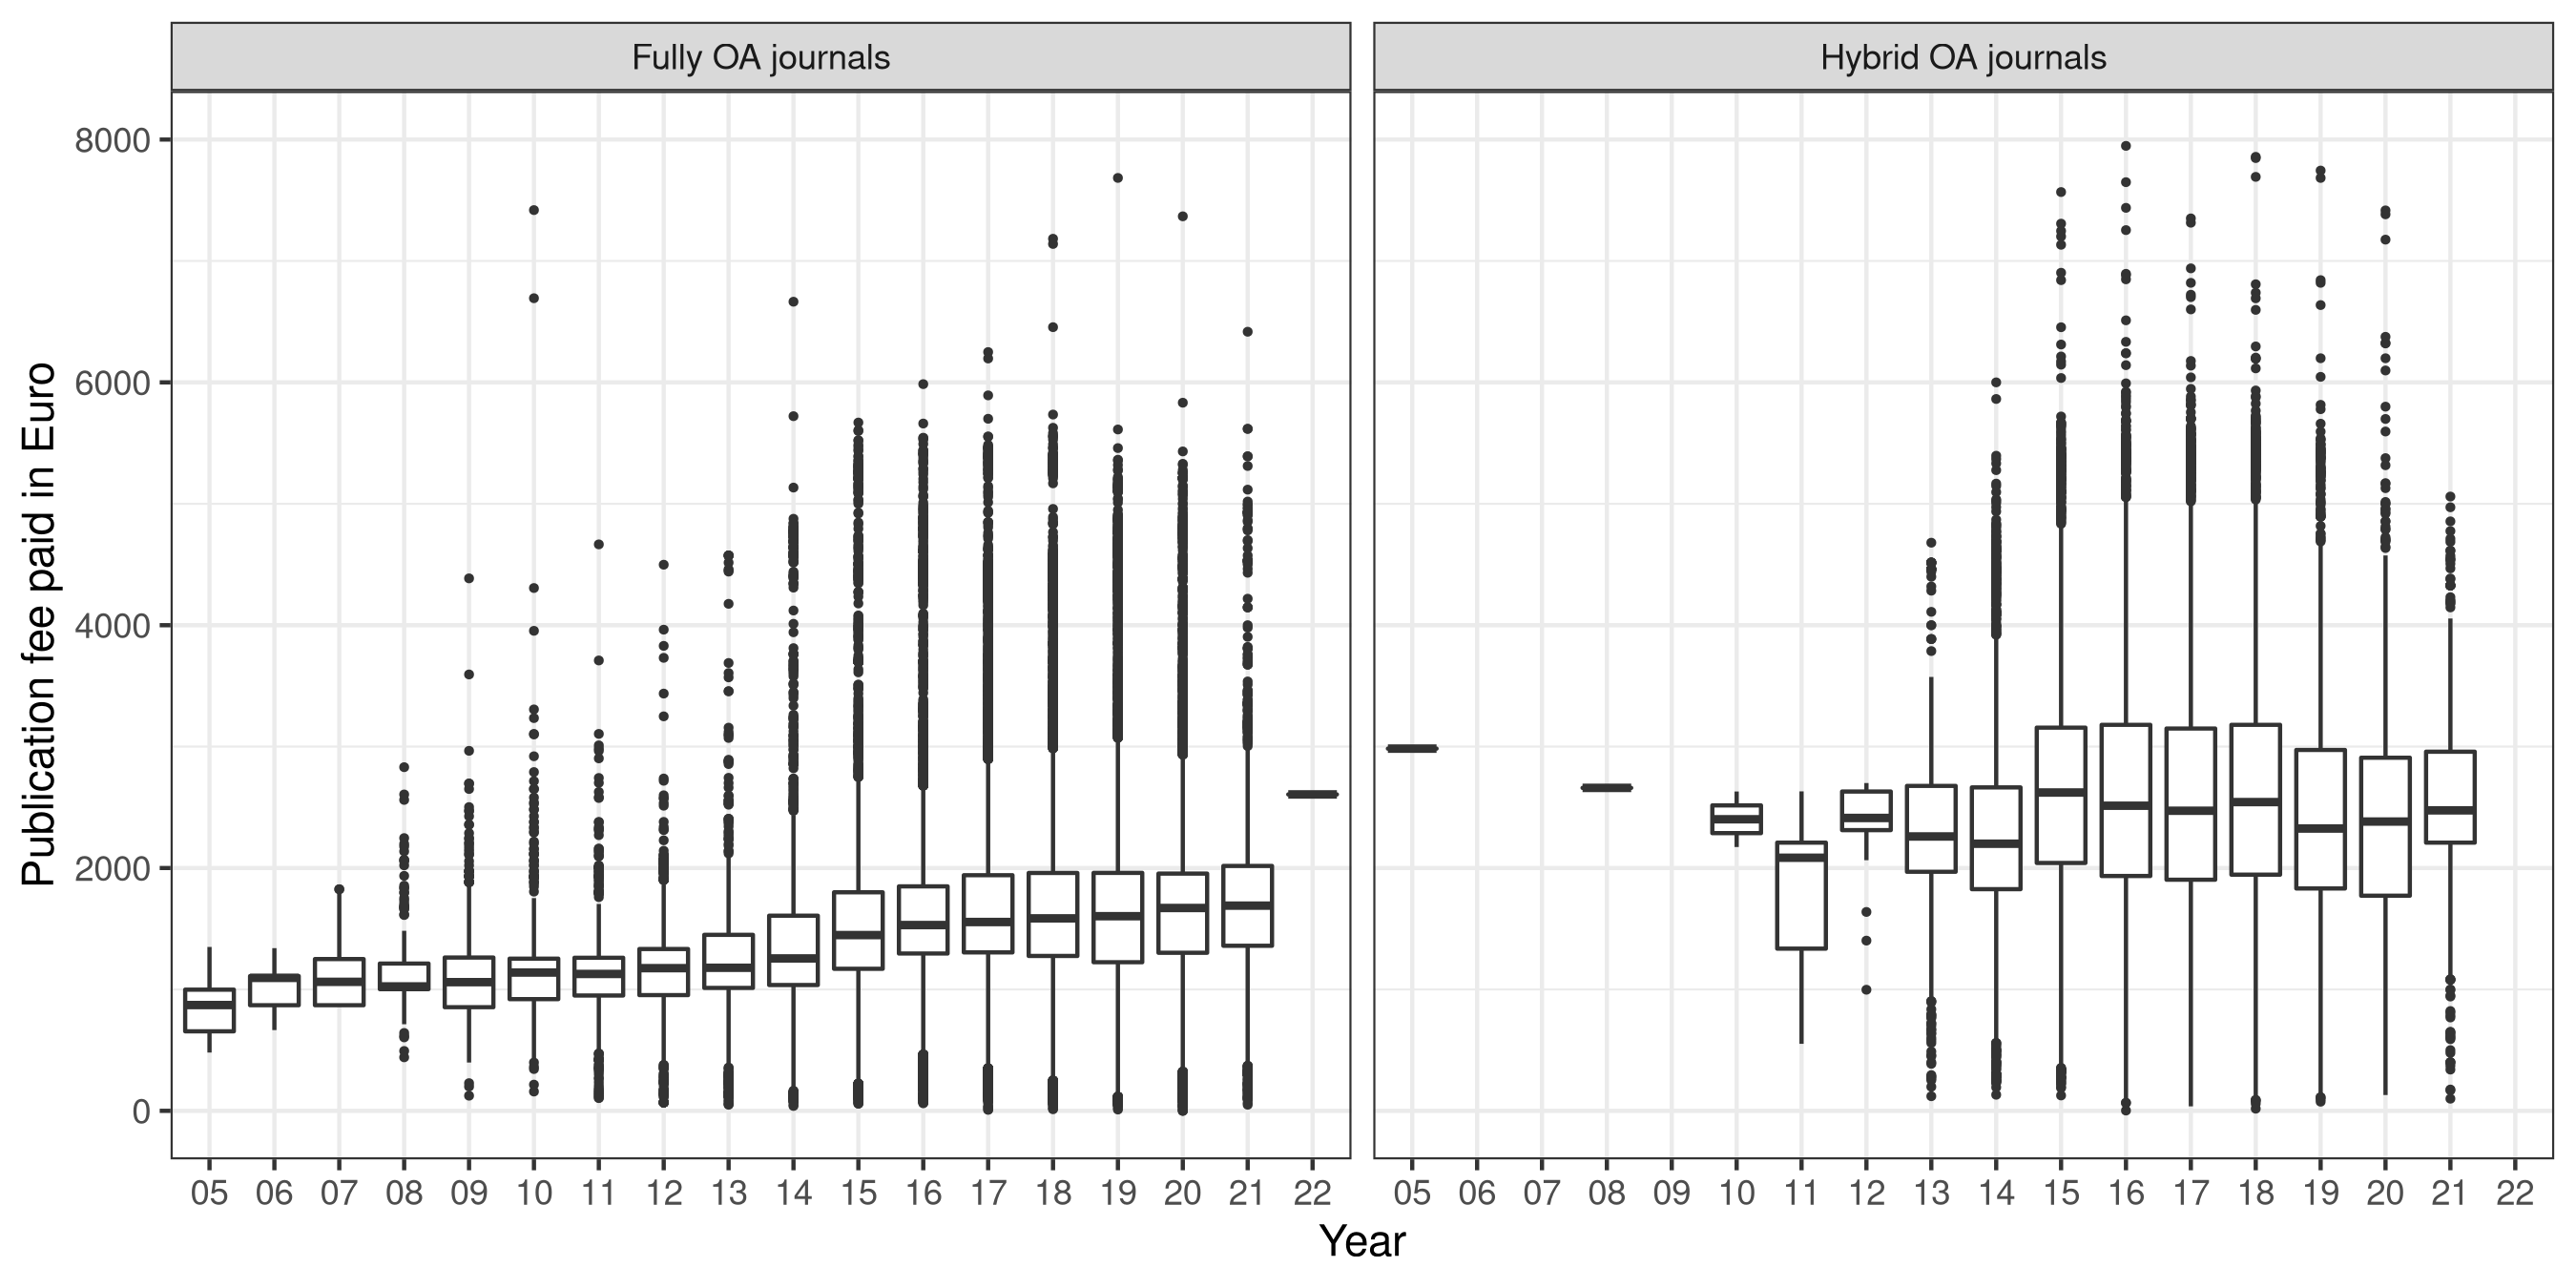 Fully OA journals
Hybrid OA journals
Publication fee paid in Euro
8000
6000
4000
2000
0
05 06 07 08 09 10 11 12 13 14 15 16 17 18 19 20 21 22
05 06 07 08 09 10 11 12 13 14 15 16 17 18 19 20 21 22
Year